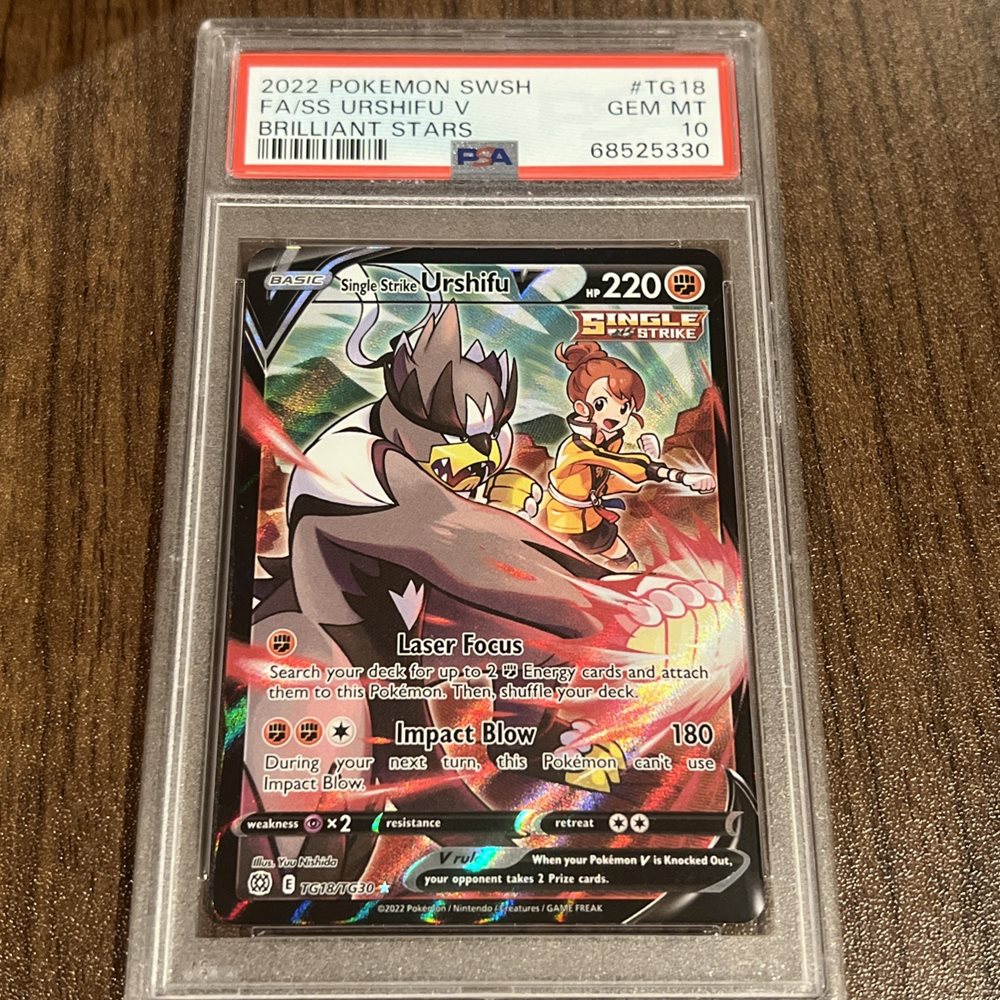 2022 POKEMON SWSH #TG18
FA/SS URSHIFU V GEM MT
BRILLIANT STARS 10
PSA 68525330
BASIC Single Strike Urshifu V HP 220
SINGLE STRIKE
Laser Focus
Search your deck for up to 2 Energy cards and attach
them to this Pokémon. Then, shuffle your deck.
Impact Blow 180
During your next turn, this Pokémon can't use
Impact Blow.
weakness ×2 resistance retreat
Illus. Yuu Nishida
V rule When your Pokémon V is Knocked Out,
your opponent takes 2 Prize cards.
E TG18/TG30
©2022 Pokémon / Nintendo / Creatures / GAME FREAK